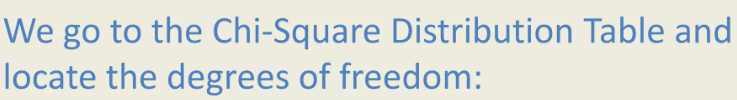 We go to the Chi-Square Distribution Table and
locate the degrees of freedom: